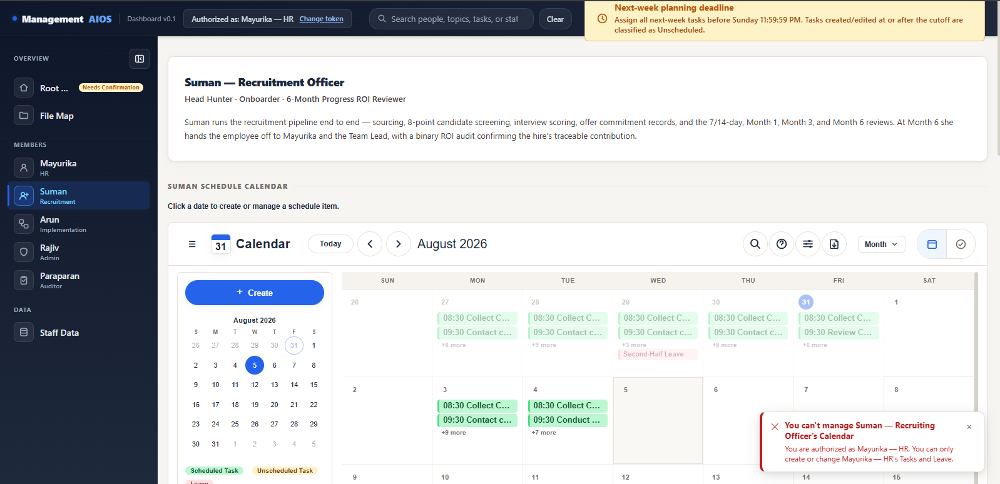 Management AIOS
Dashboard v0.1
Authorized as: Mayurika — HR Change token
Search people, topics, tasks, or stat
Clear
Next-week planning deadline
Assign all next-week tasks before Sunday 11:59:59 PM. Tasks created/edited at or after the cutoff are
classified as Unscheduled.
OVERVIEW
Root ... Needs Confirmation
File Map
MEMBERS
Mayurika
HR
Suman
Recruitment
Arun
Implementation
Rajiv
Admin
Paraparan
Auditor
DATA
Staff Data
Suman — Recruitment Officer
Head Hunter · Onboarder · 6-Month Progress ROI Reviewer
Suman runs the recruitment pipeline end to end — sourcing, 8-point candidate screening, interview scoring, offer commitment records, and the 7/14-day, Month 1, Month 3, and Month 6 reviews. At Month 6 she
hands the employee off to Mayurika and the Team Lead, with a binary ROI audit confirming the hire's traceable contribution.
SUMAN SCHEDULE CALENDAR
Click a date to create or manage a schedule item.
31 Calendar Today August 2026 Month
+ Create
August 2026
S M T W T F S
26 27 28 29 30 31 1
2 3 4 5 6 7 8
9 10 11 12 13 14 15
16 17 18 19 20 21 22
23 24 25 26 27 28 29
30 31 1 2 3 4 5
Scheduled Task Unscheduled Task
Leave
SUN MON TUE WED THU FRI SAT
26 27 28 29 30 31 1
08:30 Collect C... 08:30 Collect C... 08:30 Collect C... 08:30 Collect C... 08:30 Collect C...
09:30 Contact c... 09:30 Contact c... 09:30 Contact c... 09:30 Contact c... 09:30 Review C...
+8 more +9 more +3 more +8 more +6 more
Second-Half Leave
2 3 4 5 6 7 8
08:30 Collect C... 08:30 Collect C...
09:30 Contact c... 09:30 Conduct ...
+9 more +7 more
9 10 11 12 13 14 15
You can't manage Suman — Recruiting
Officer's Calendar
You are authorized as Mayurika — HR. You can only
create or change Mayurika — HR's Tasks and Leave.